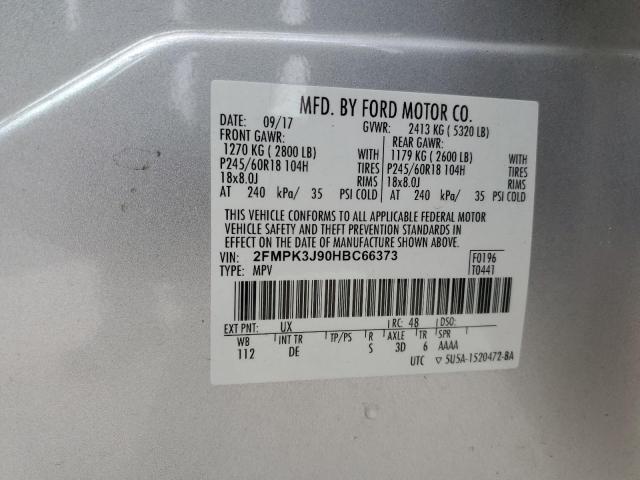 MFD. BY FORD MOTOR CO.
DATE: 09/17 GVWR: 2413 KG ( 5320 LB)
FRONT GAWR: REAR GAWR:
1270 KG ( 2800 LB) WITH 1179 KG ( 2600 LB) WITH
P245/60R18 104H TIRES P245/60R18 104H TIRES
18x8.0J RIMS 18x8.0J RIMS
AT 240 kPa/ 35 PSI COLD AT 240 kPa/ 35 PSI COLD
THIS VEHICLE CONFORMS TO ALL APPLICABLE FEDERAL MOTOR
VEHICLE SAFETY AND THEFT PREVENTION STANDARDS IN
EFFECT ON THE DATE OF MANUFACTURE SHOWN ABOVE.
VIN: 2FMPK3J90HBC66373 F0196
TYPE: MPV T0441
EXT PNT: UX RC: 48 DSO:
WB INT TR TP/PS R AXLE TR SPR
112 DE S 3D 6 AAAA
UTC ▽ 5U5A-1520472-BA